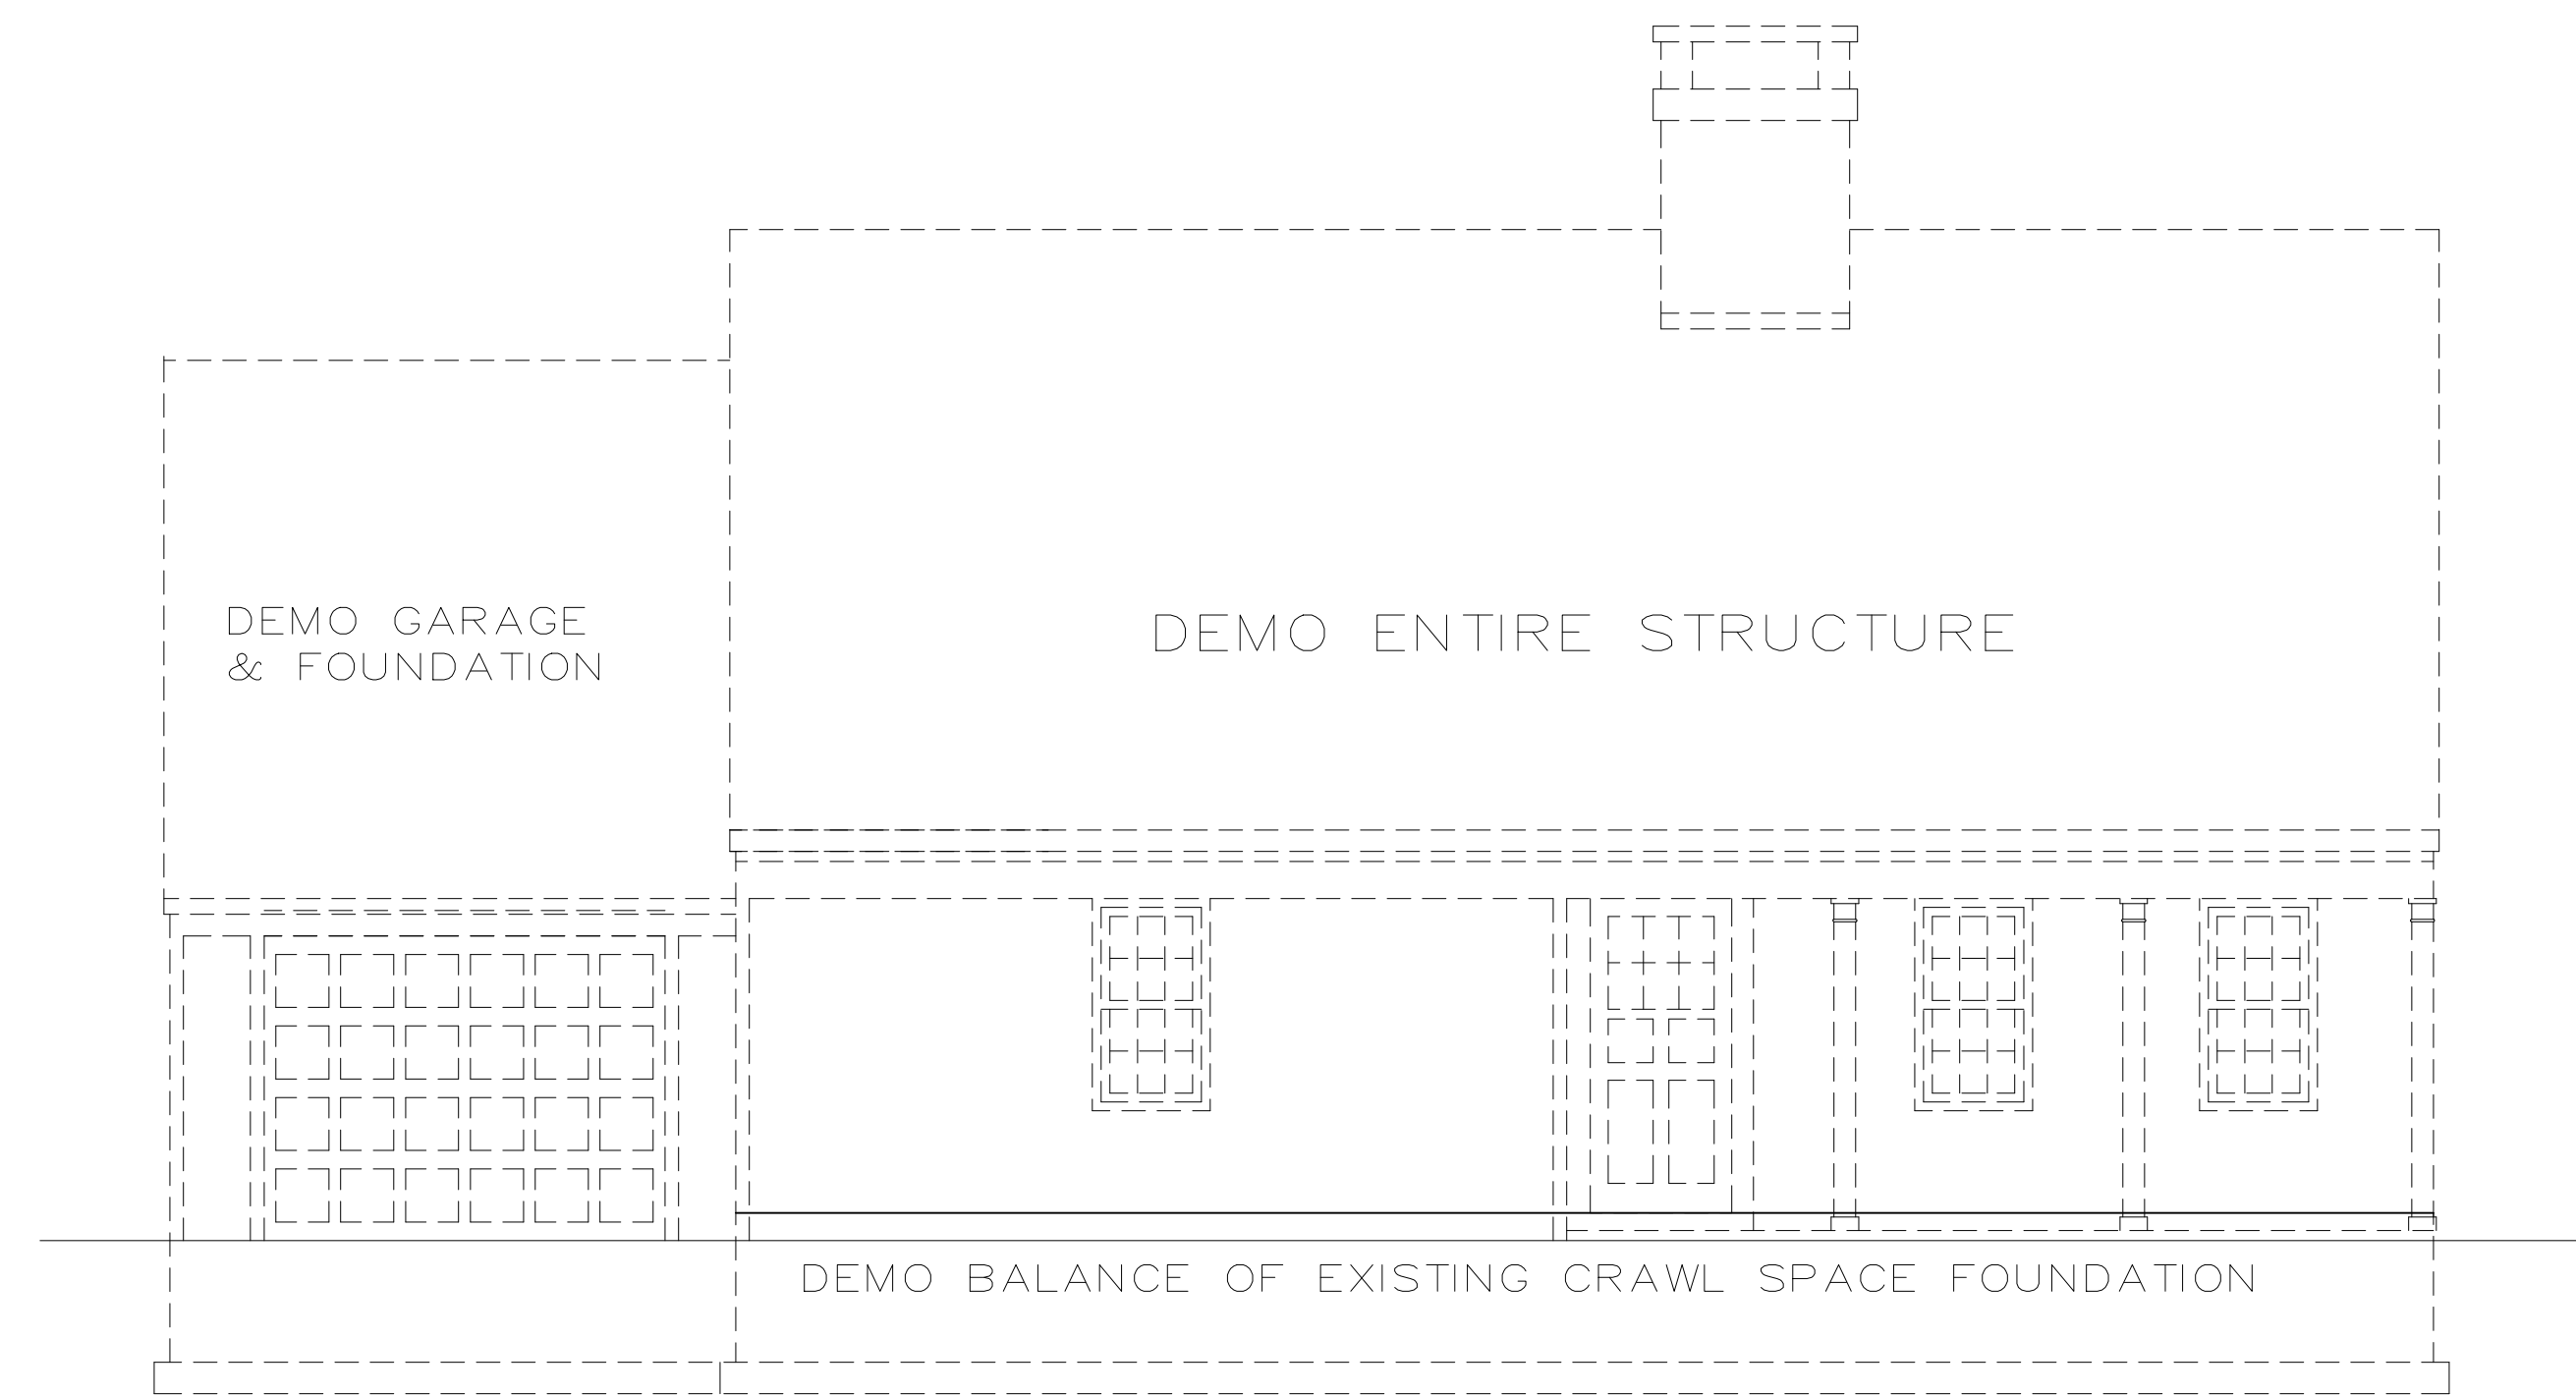 DEMO GARAGE
& FOUNDATION
DEMO ENTIRE STRUCTURE
DEMO BALANCE OF EXISTING CRAWL SPACE FOUNDATION